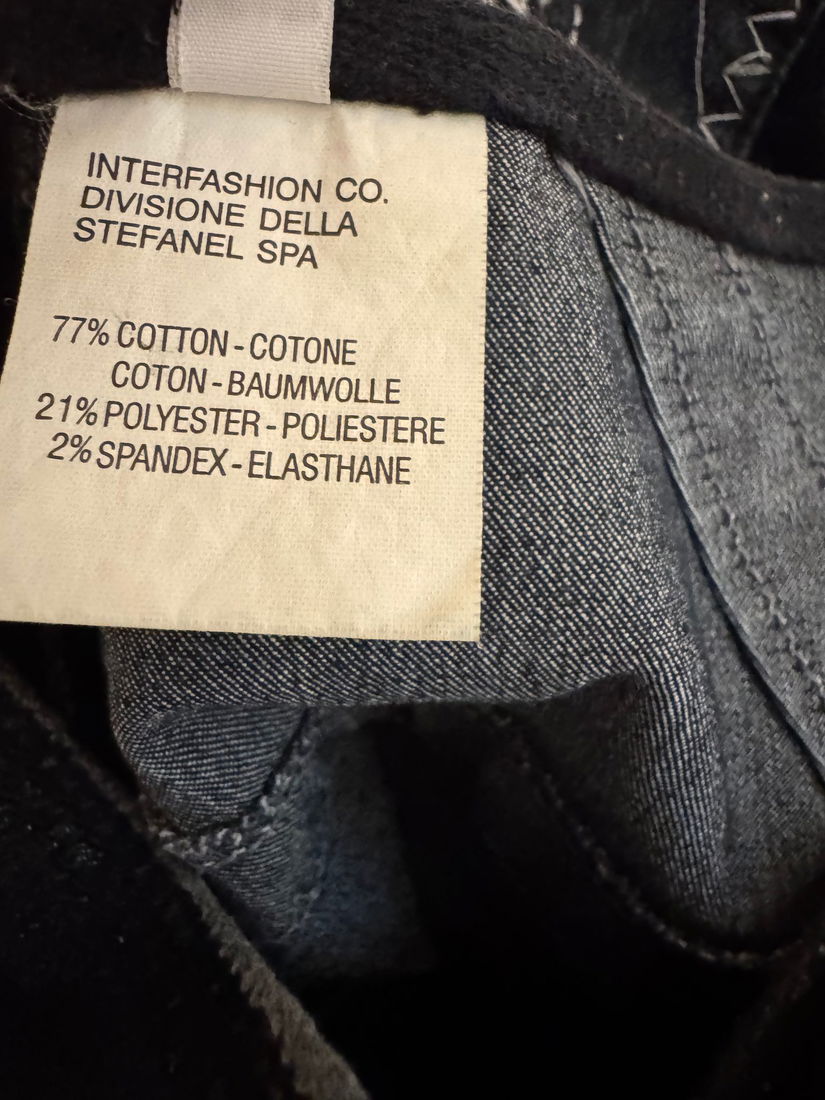 INTERFASHION CO.
DIVISIONE DELLA
STEFANEL SPA
77% COTTON - COTONE
COTON - BAUMWOLLE
21% POLYESTER - POLIESTERE
2% SPANDEX - ELASTHANE